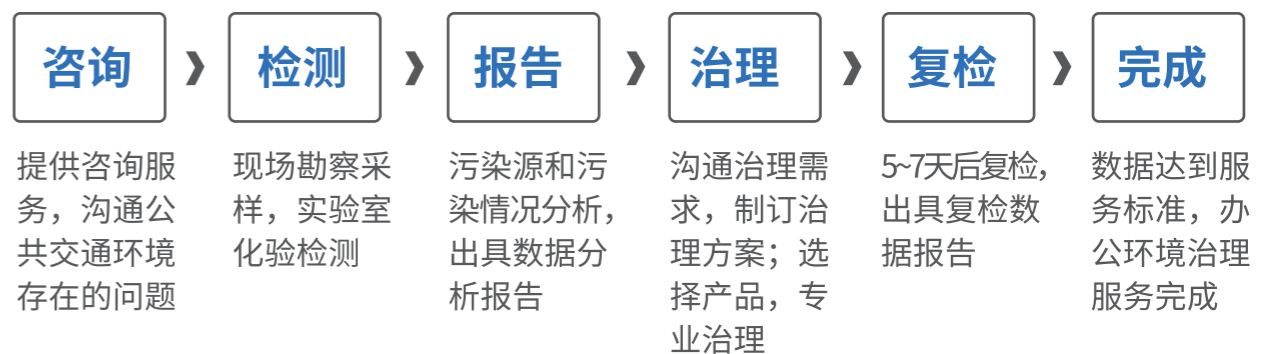 咨询
检测
报告
治理
复检
完成
提供咨询服
务，沟通公
共交通环境
存在的问题
现场勘察采
样，实验室
化验检测
污染源和污
染情况分析，
出具数据分
析报告
沟通治理需
求，制订治
理方案；选
择产品，专
业治理
5~7天后复检，
出具复检数
据报告
数据达到服
务标准，办
公环境治理
服务完成